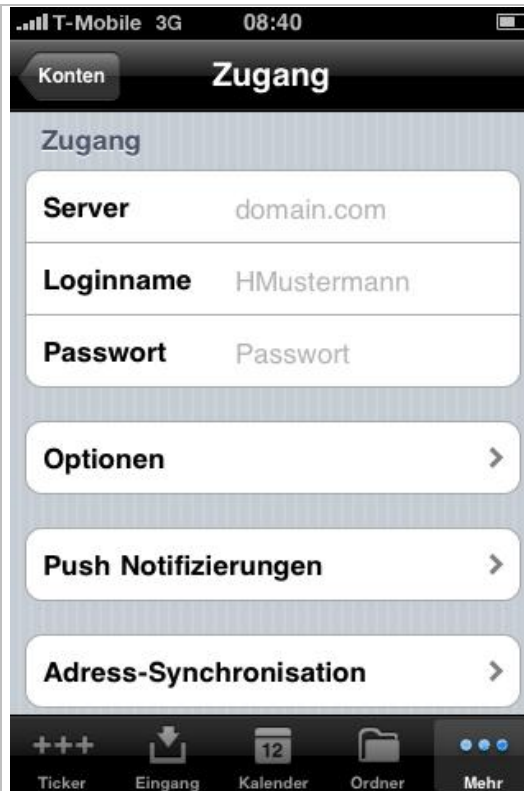 T-Mobile 3G 08:40
Konten Zugang
Zugang
Server domain.com
Loginname HMustermann
Passwort Passwort
Optionen
Push Notifizierungen
Adress-Synchronisation
+++ 12
Ticker Eingang Kalender Ordner Mehr